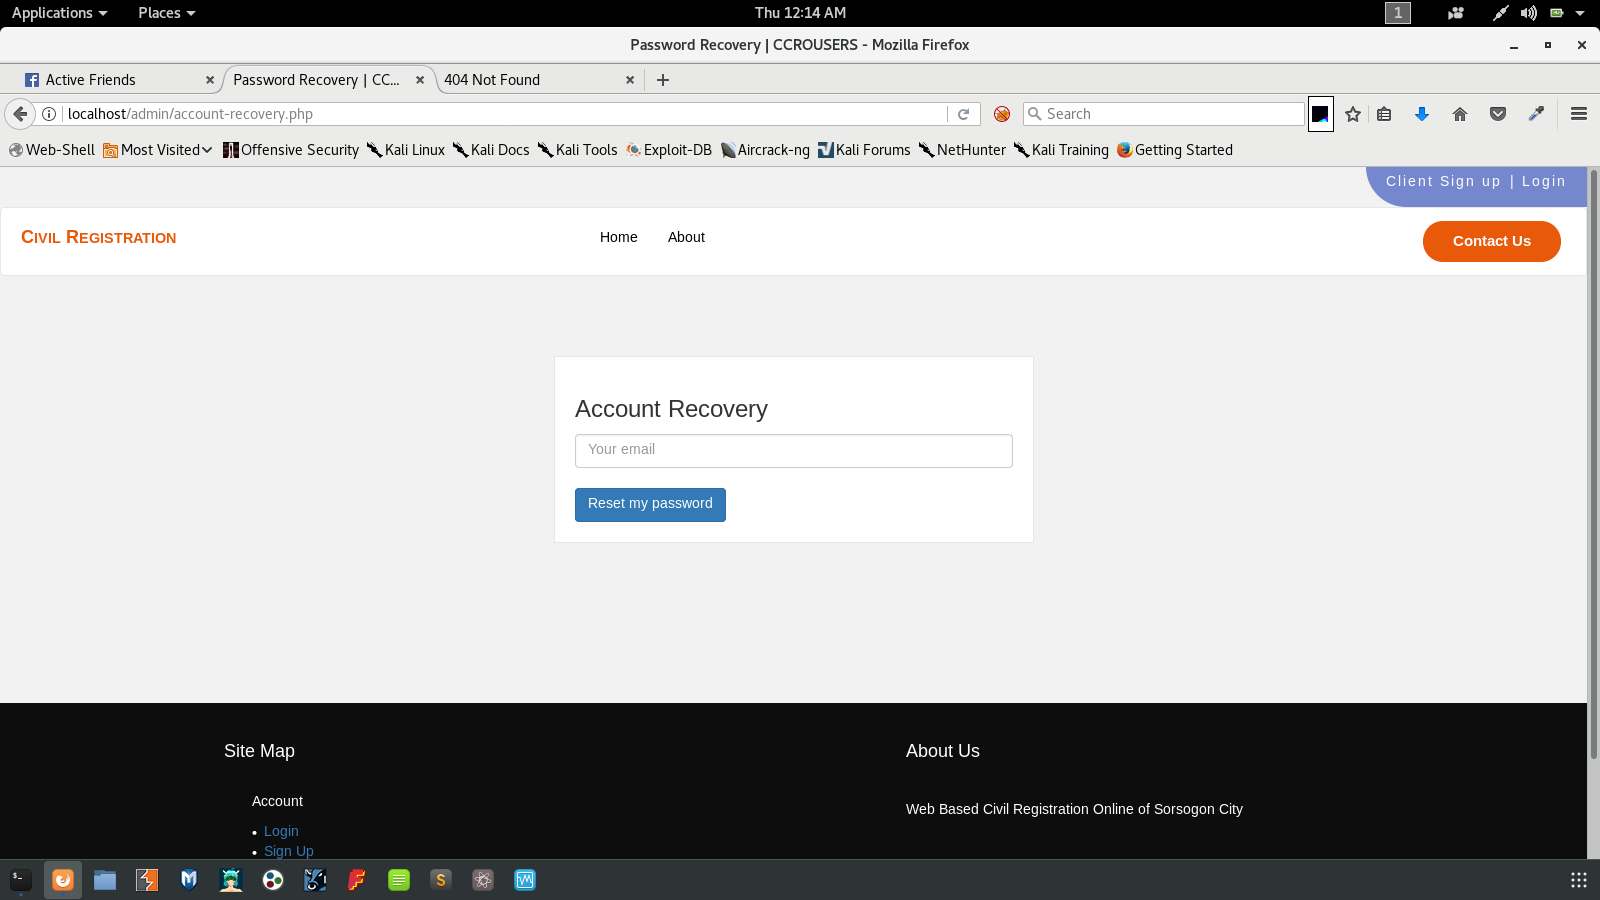 Applications Places Thu 12:14 AM 1
Password Recovery | CCROUSERS - Mozilla Firefox
Active Friends Password Recovery | CC... 404 Not Found
localhost/admin/account-recovery.php Search
Web-Shell Most Visited Offensive Security Kali Linux Kali Docs Kali Tools Exploit-DB Aircrack-ng Kali Forums NetHunter Kali Training Getting Started
Client Sign up | Login
CIVIL REGISTRATION Home About Contact Us
Account Recovery
Your email
Reset my password
Site Map About Us
Account
Web Based Civil Registration Online of Sorsogon City
Login
Sign Up